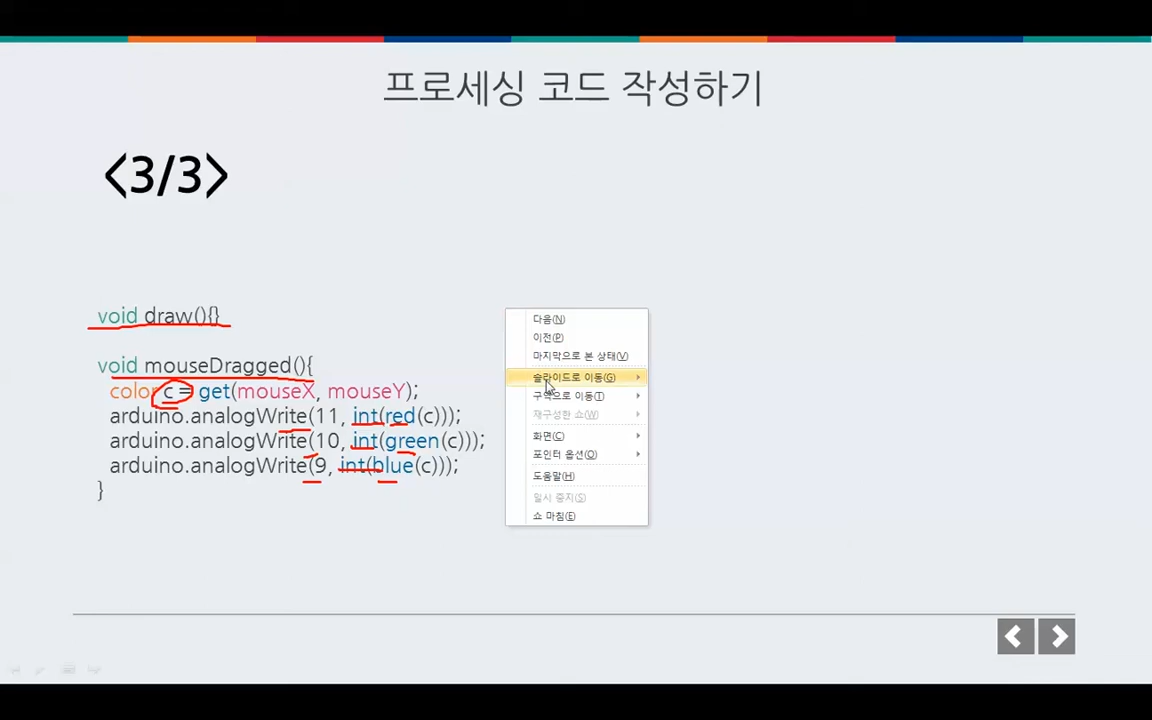 프로세싱 코드 작성하기
<3/3>
void draw(){}
void mouseDragged(){
color c = get(mouseX, mouseY);
arduino.analogWrite(11, int(red(c)));
arduino.analogWrite(10, int(green(c)));
arduino.analogWrite(9, int(blue(c)));
}
다음(N)
이전(P)
마지막으로 본 상태(V)
슬라이드로 이동(G)
구역으로 이동(T)
재구성한 쇼(W)
화면(C)
포인터 옵션(O)
도움말(H)
일시 중지(S)
쇼 마침(E)